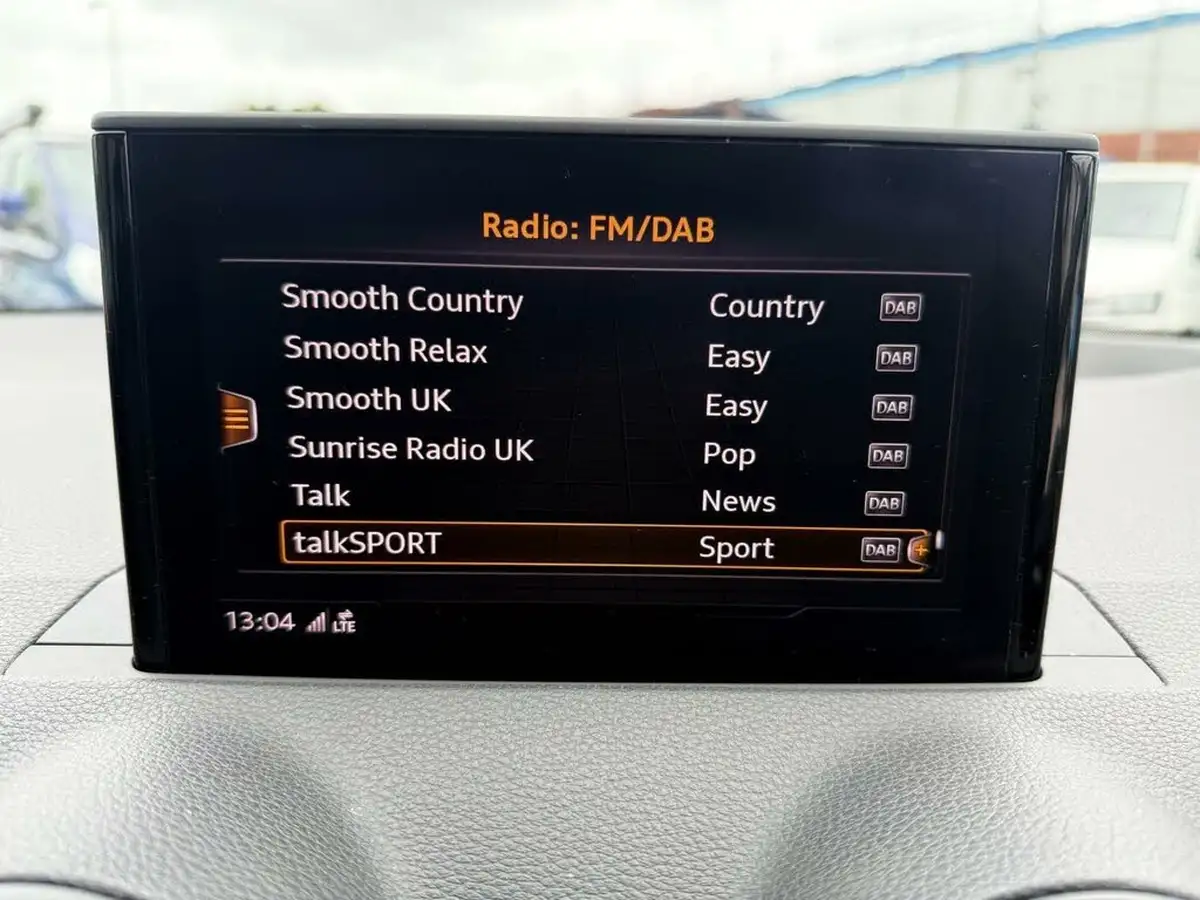 Radio: FM/DAB
Smooth Country Country DAB
Smooth Relax Easy DAB
Smooth UK Easy DAB
Sunrise Radio UK Pop DAB
Talk News DAB
talkSPORT Sport DAB +
13:04 LTE